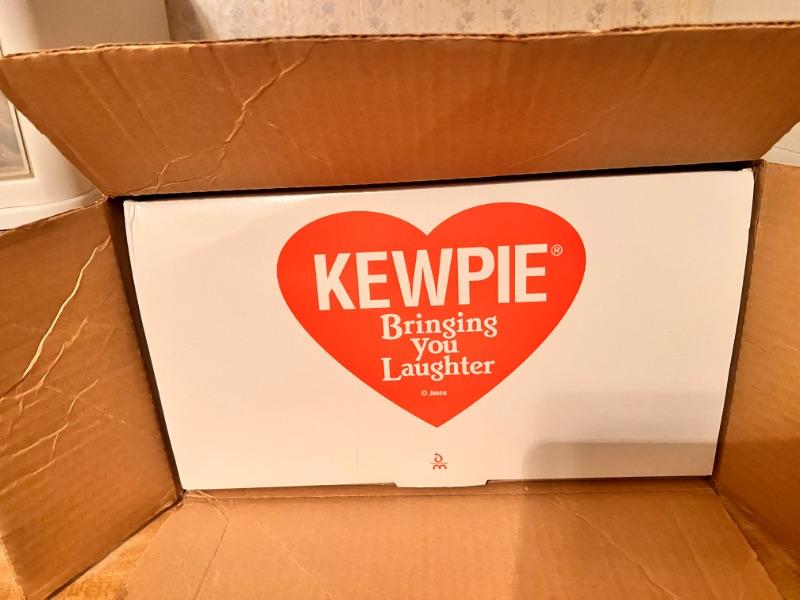 KEWPIE®
Bringing
you
Laughter
© Jesco